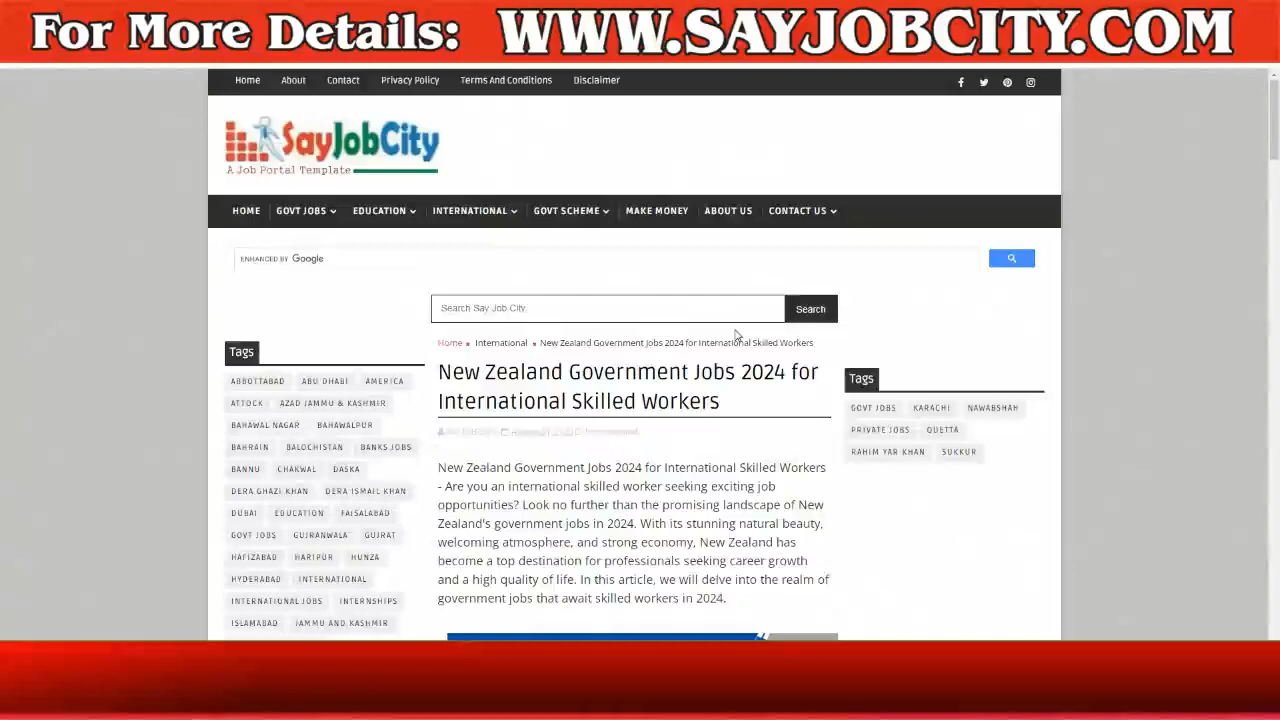 For More Details: WWW.SAYJOBCITY.COM
Home About Contact Privacy Policy Terms And Conditions Disclaimer
SayJobCity
A Job Portal Template
HOME GOVT JOBS EDUCATION INTERNATIONAL GOVT SCHEME MAKE MONEY ABOUT US CONTACT US
ENHANCED BY Google
Search Say Job City
Search
Home International New Zealand Government Jobs 2024 for International Skilled Workers
Tags
ABBOTTABAD ABU DHABI AMERICA
ATTOCK AZAD JAMMU & KASHMIR
BAHAWAL NAGAR BAHAWALPUR
BAHRAIN BALOCHISTAN BANKS JOBS
BANNU CHAKWAL DASKA
DERA GHAZI KHAN DERA ISMAIL KHAN
DUBAI EDUCATION FAISALABAD
GOVT JOBS GUJRANWALA GUJRAT
HAFIZABAD HARIPUR HUNZA
HYDERABAD INTERNATIONAL
INTERNATIONAL JOBS INTERNSHIPS
ISLAMABAD JAMMU AND KASHMIR
New Zealand Government Jobs 2024 for
International Skilled Workers
New Zealand Government Jobs 2024 for International Skilled Workers
- Are you an international skilled worker seeking exciting job
opportunities? Look no further than the promising landscape of New
Zealand's government jobs in 2024. With its stunning natural beauty,
welcoming atmosphere, and strong economy, New Zealand has
become a top destination for professionals seeking career growth
and a high quality of life. In this article, we will delve into the realm of
government jobs that await skilled workers in 2024.
Tags
GOVT JOBS KARACHI NAWABSHAH
PRIVATE JOBS QUETTA
RAHIM YAR KHAN SUKKUR